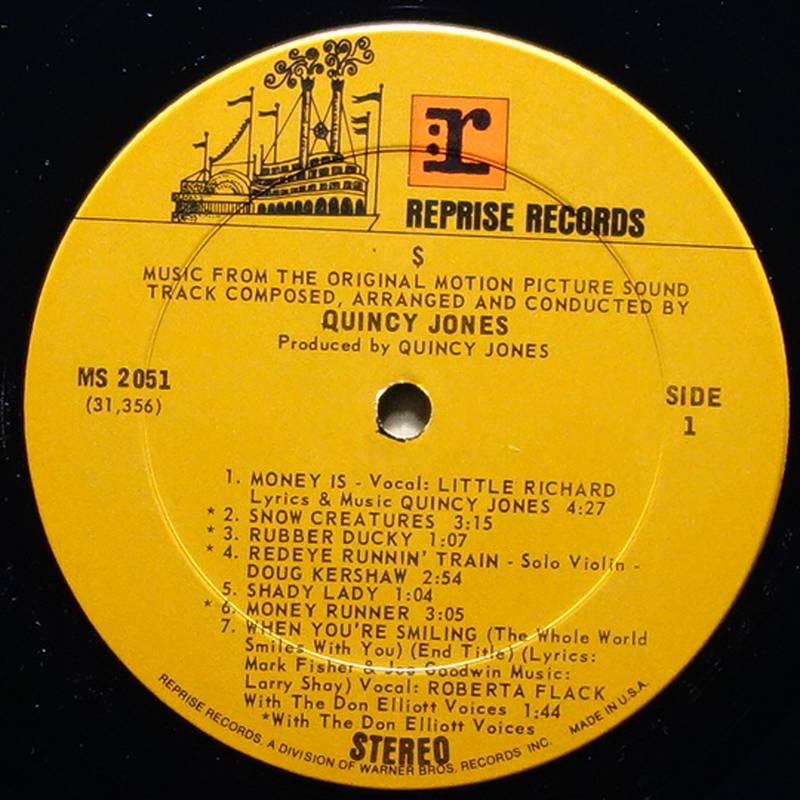 r
REPRISE RECORDS
$
MUSIC FROM THE ORIGINAL MOTION PICTURE SOUND
TRACK COMPOSED, ARRANGED AND CONDUCTED BY
QUINCY JONES
Produced by QUINCY JONES
MS 2051
(31,356)
SIDE
1
1. MONEY IS - Vocal: LITTLE RICHARD
Lyrics & Music QUINCY JONES 4:27
* 2. SNOW CREATURES 3:15
* 3. RUBBER DUCKY 1:07
* 4. REDEYE RUNNIN' TRAIN - Solo Violin -
DOUG KERSHAW 2:54
5. SHADY LADY 1:04
* 6. MONEY RUNNER 3:05
7. WHEN YOU'RE SMILING (The Whole World
Smiles With You) (End Title) (Lyrics:
Mark Fisher & Joe Goodwin Music:
Larry Shay) Vocal: ROBERTA FLACK
With The Don Elliott Voices 1:44
*With The Don Elliott Voices
STEREO
REPRISE RECORDS, A DIVISION OF WARNER BROS. RECORDS INC. MADE IN U.S.A.